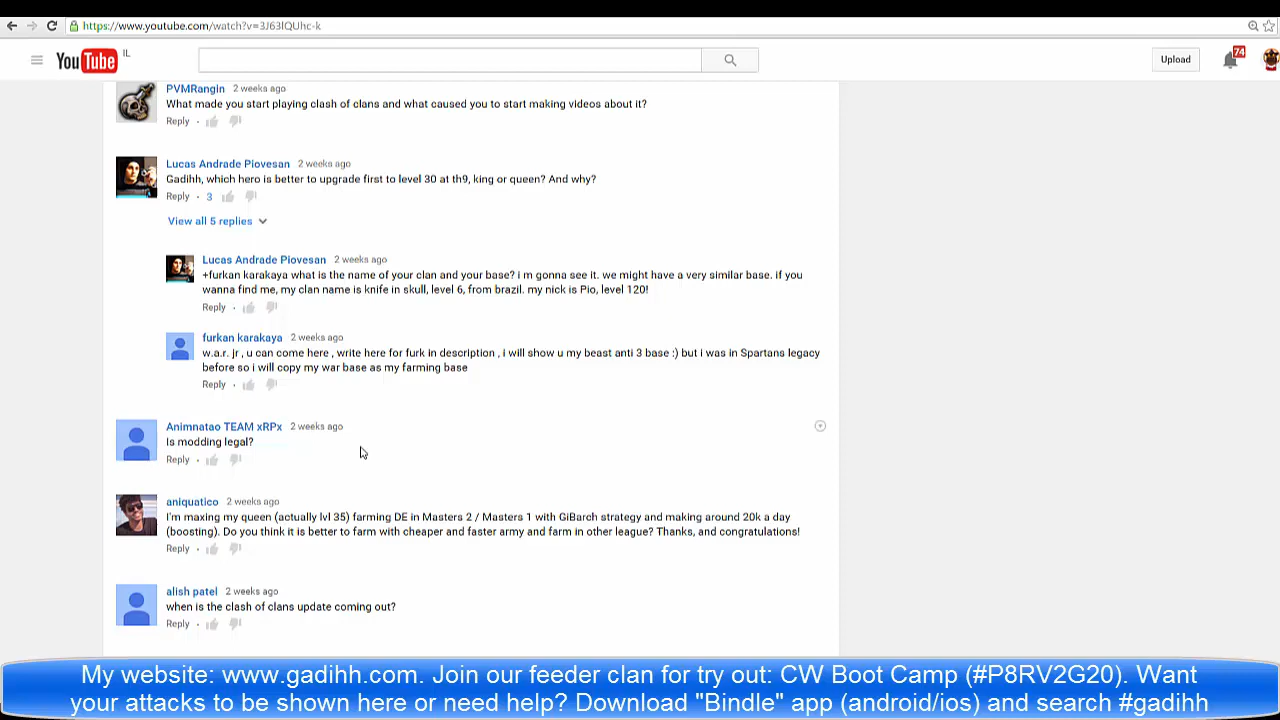 https://www.youtube.com/watch?v=3J63lQUhc-k
YouTube IL
Upload
74
PVMRangin 2 weeks ago
What made you start playing clash of clans and what caused you to start making videos about it?
Reply ·
Lucas Andrade Piovesan 2 weeks ago
Gadihh, which hero is better to upgrade first to level 30 at th9, king or queen? And why?
Reply · 3
View all 5 replies
Lucas Andrade Piovesan 2 weeks ago
+furkan karakaya what is the name of your clan and your base? i m gonna see it. we might have a very similar base. if you
wanna find me, my clan name is knife in skull, level 6, from brazil. my nick is Pio, level 120!
Reply ·
furkan karakaya 2 weeks ago
w.a.r. jr , u can come here , write here for furk in description , i will show u my beast anti 3 base :) but i was in Spartans legacy
before so i will copy my war base as my farming base
Reply ·
Animnatao TEAM xRPx 2 weeks ago
Is modding legal?
Reply ·
aniquatico 2 weeks ago
I'm maxing my queen (actually lvl 35) farming DE in Masters 2 / Masters 1 with GiBarch strategy and making around 20k a day
(boosting). Do you think it is better to farm with cheaper and faster army and farm in other league? Thanks, and congratulations!
Reply ·
alish patel 2 weeks ago
when is the clash of clans update coming out?
Reply ·
My website: www.gadihh.com. Join our feeder clan for try out: CW Boot Camp (#P8RV2G20). Want
your attacks to be shown here or need help? Download "Bindle" app (android/ios) and search #gadihh